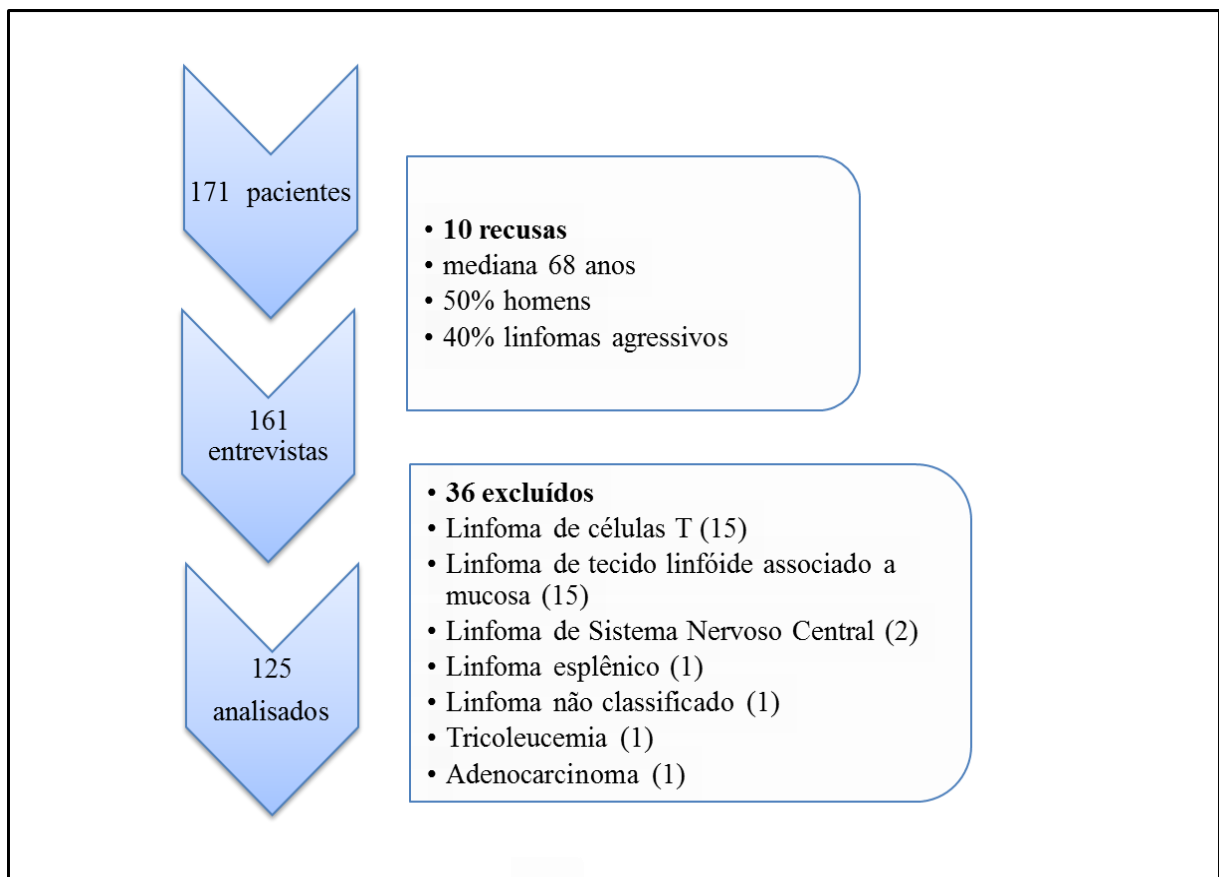 171 pacientes
• 10 recusas
• mediana 68 anos
• 50% homens
• 40% linfomas agressivos
161
entrevistas
• 36 excluídos
• Linfoma de células T (15)
• Linfoma de tecido linfóide associado a
mucosa (15)
• Linfoma de Sistema Nervoso Central (2)
• Linfoma esplênico (1)
• Linfoma não classificado (1)
• Tricoleucemia (1)
• Adenocarcinoma (1)
125
analisados